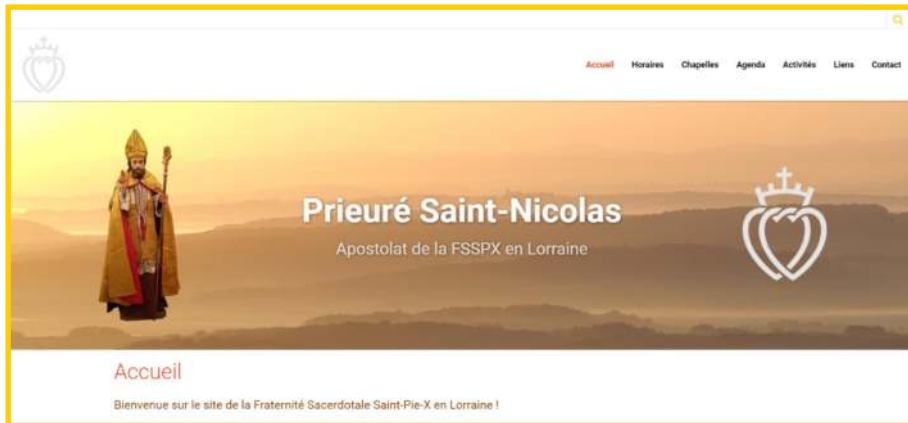 Accueil Horaires Chapelles Agenda Activités Liens Contact
Prieuré Saint-Nicolas
Apostolat de la FSSPX en Lorraine
Accueil
Bienvenue sur le site de la Fraternité Sacerdotale Saint-Pie-X en Lorraine !